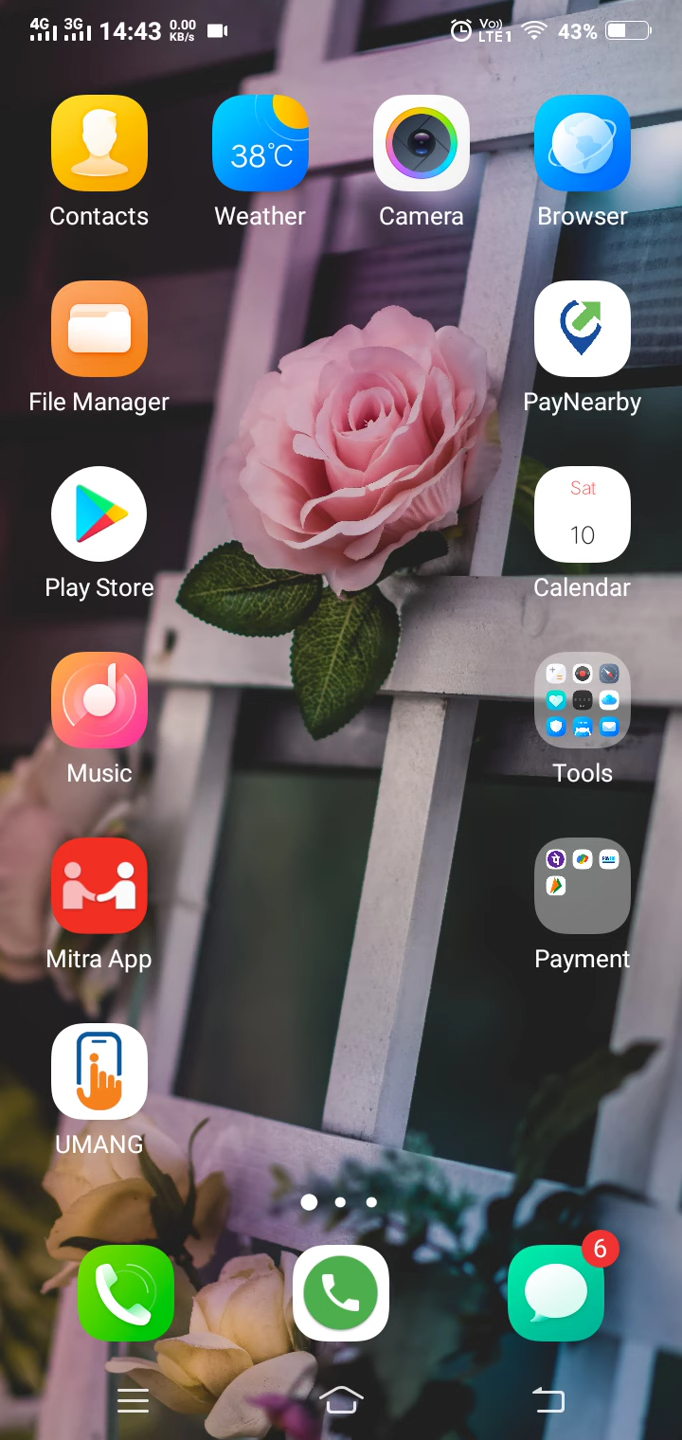 4G 3G 14:43 0.00 KB/s Vo)) LTE1 43%
38°C
Contacts Weather Camera Browser
File Manager PayNearby
Sat
10
Play Store Calendar
Music Tools
Mitra App Payment
UMANG
6